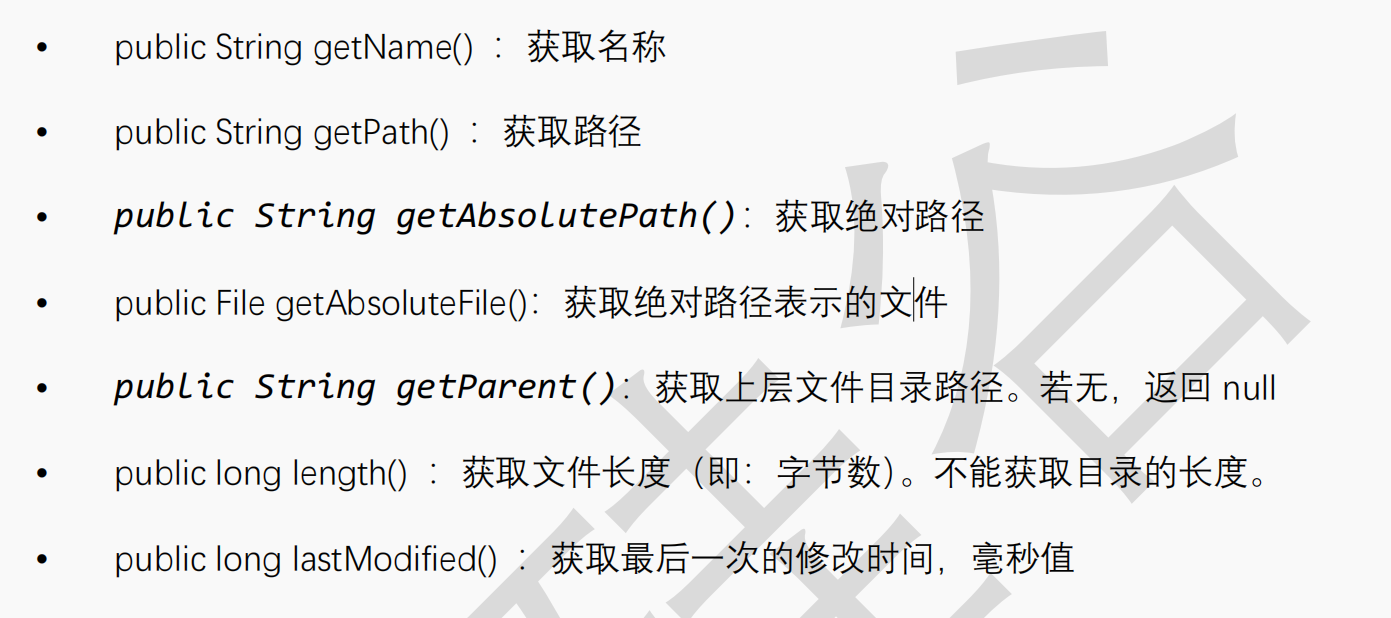 • public String getName() ：获取名称
• public String getPath() ：获取路径
• public String getAbsolutePath()：获取绝对路径
• public File getAbsoluteFile()：获取绝对路径表示的文件
• public String getParent()：获取上层文件目录路径。若无，返回 null
• public long length() ：获取文件长度（即：字节数）。不能获取目录的长度。
• public long lastModified() ：获取最后一次的修改时间，毫秒值